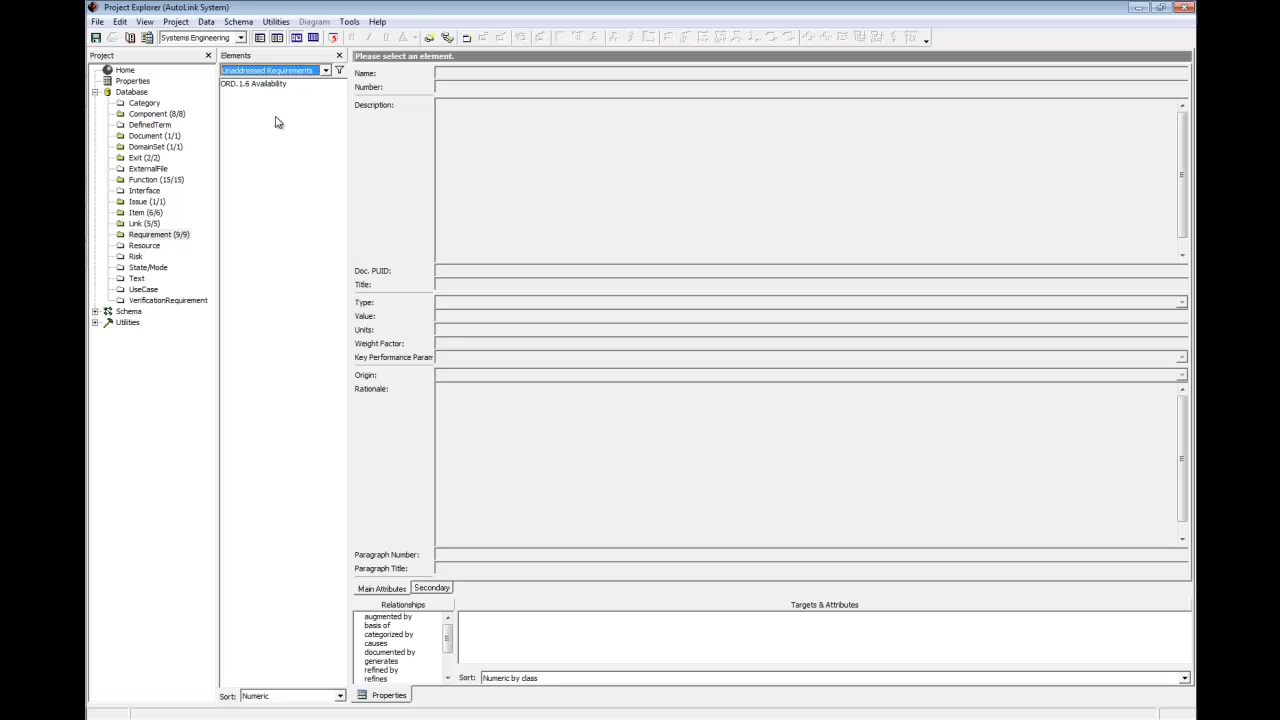 Project Explorer (AutoLink System)
File Edit View Project Data Schema Utilities Diagram Tools Help
Systems Engineering
Project
Home
Properties
Database
Category
Component (8/8)
DefinedTerm
Document (1/1)
DomainSet (1/1)
Exit (2/2)
ExternalFile
Function (15/15)
Interface
Issue (1/1)
Item (6/6)
Link (5/5)
Requirement (9/9)
Resource
Risk
State/Mode
Text
UseCase
VerificationRequirement
Schema
Utilities
Elements
Unaddressed Requirements
ORD.1.6 Availability
Sort: Numeric
Please select an element.
Name:
Number:
Description:
Doc. PUID:
Title:
Type:
Value:
Units:
Weight Factor:
Key Performance Param
Origin:
Rationale:
Paragraph Number:
Paragraph Title:
Main Attributes Secondary
Relationships Targets & Attributes
augmented by
basis of
categorized by
causes
documented by
generates
refined by
refines
Sort: Numeric by class
Properties